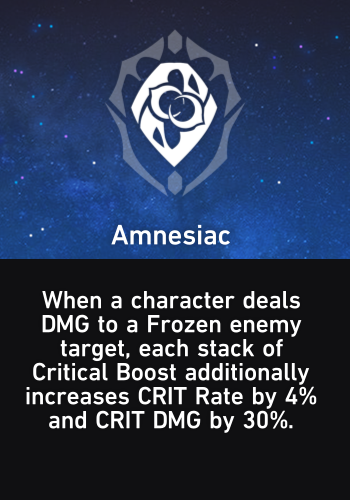 Amnesiac
When a character deals
DMG to a Frozen enemy
target, each stack of
Critical Boost additionally
increases CRIT Rate by 4%
and CRIT DMG by 30%.